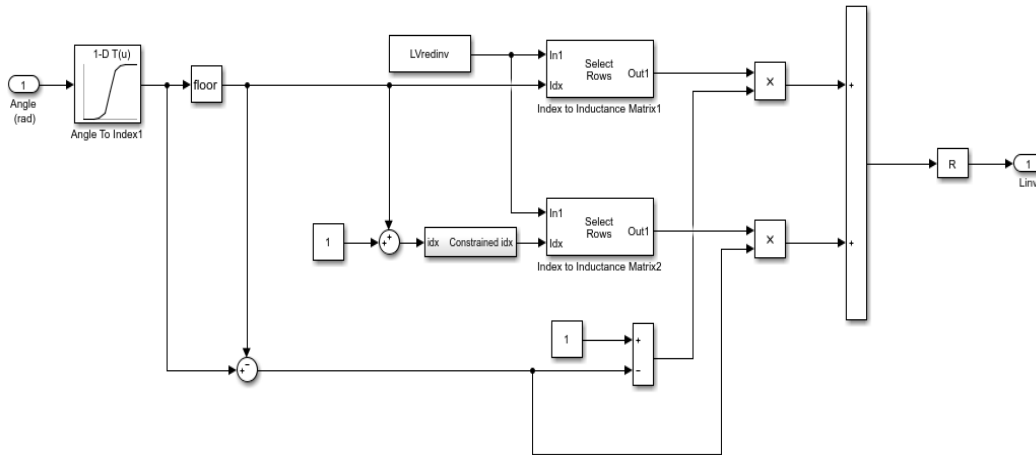 1
Angle
(rad)
1-D T(u)
Angle To Index1
floor
LVredinv
In1
Idx
Select
Rows
Out1
Index to Inductance Matrix1
X
+
R
1
Linv
1
+
+
idx Constrained idx
In1
Idx
Select
Rows
Out1
Index to Inductance Matrix2
X
+
1
+
−
+
−